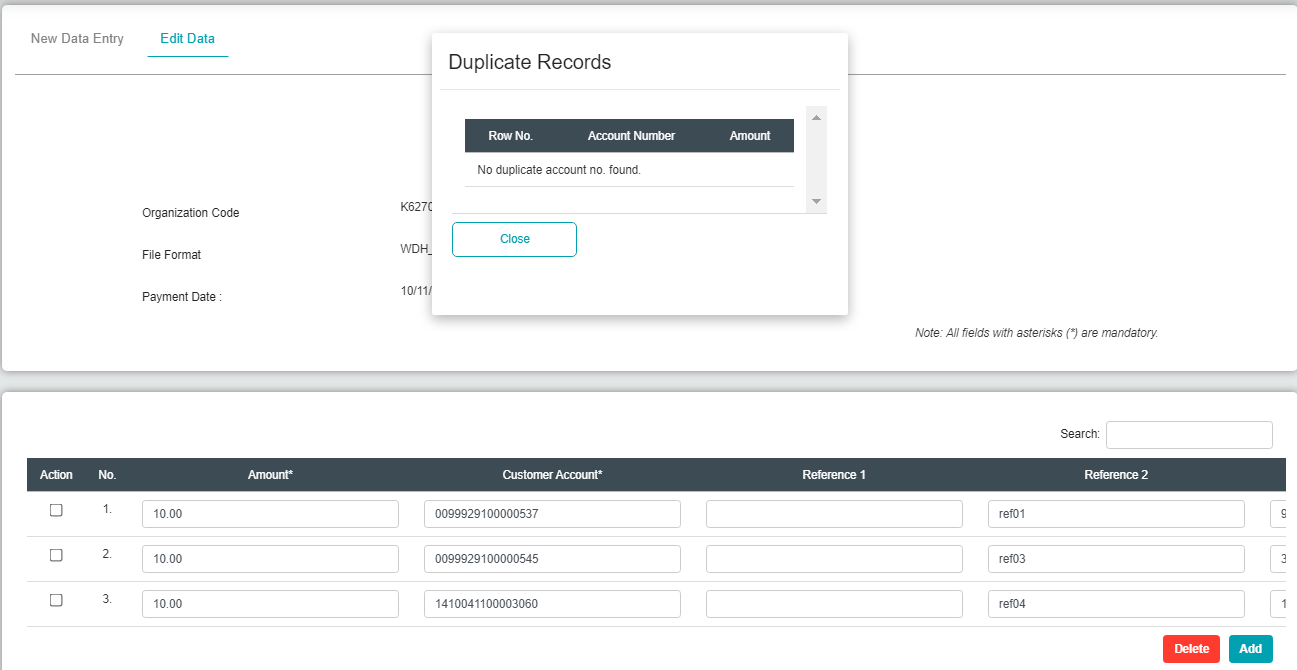 New Data Entry Edit Data
Duplicate Records
Row No. Account Number Amount
No duplicate account no. found.
Close
Organization Code
File Format
Payment Date : 10/11/
Note: All fields with asterisks (*) are mandatory.
Search:
Action No. Amount* Customer Account* Reference 1 Reference 2
1. 10.00 0099929100000537 ref01
2. 10.00 0099929100000545 ref03
3. 10.00 1410041100003060 ref04
Delete Add